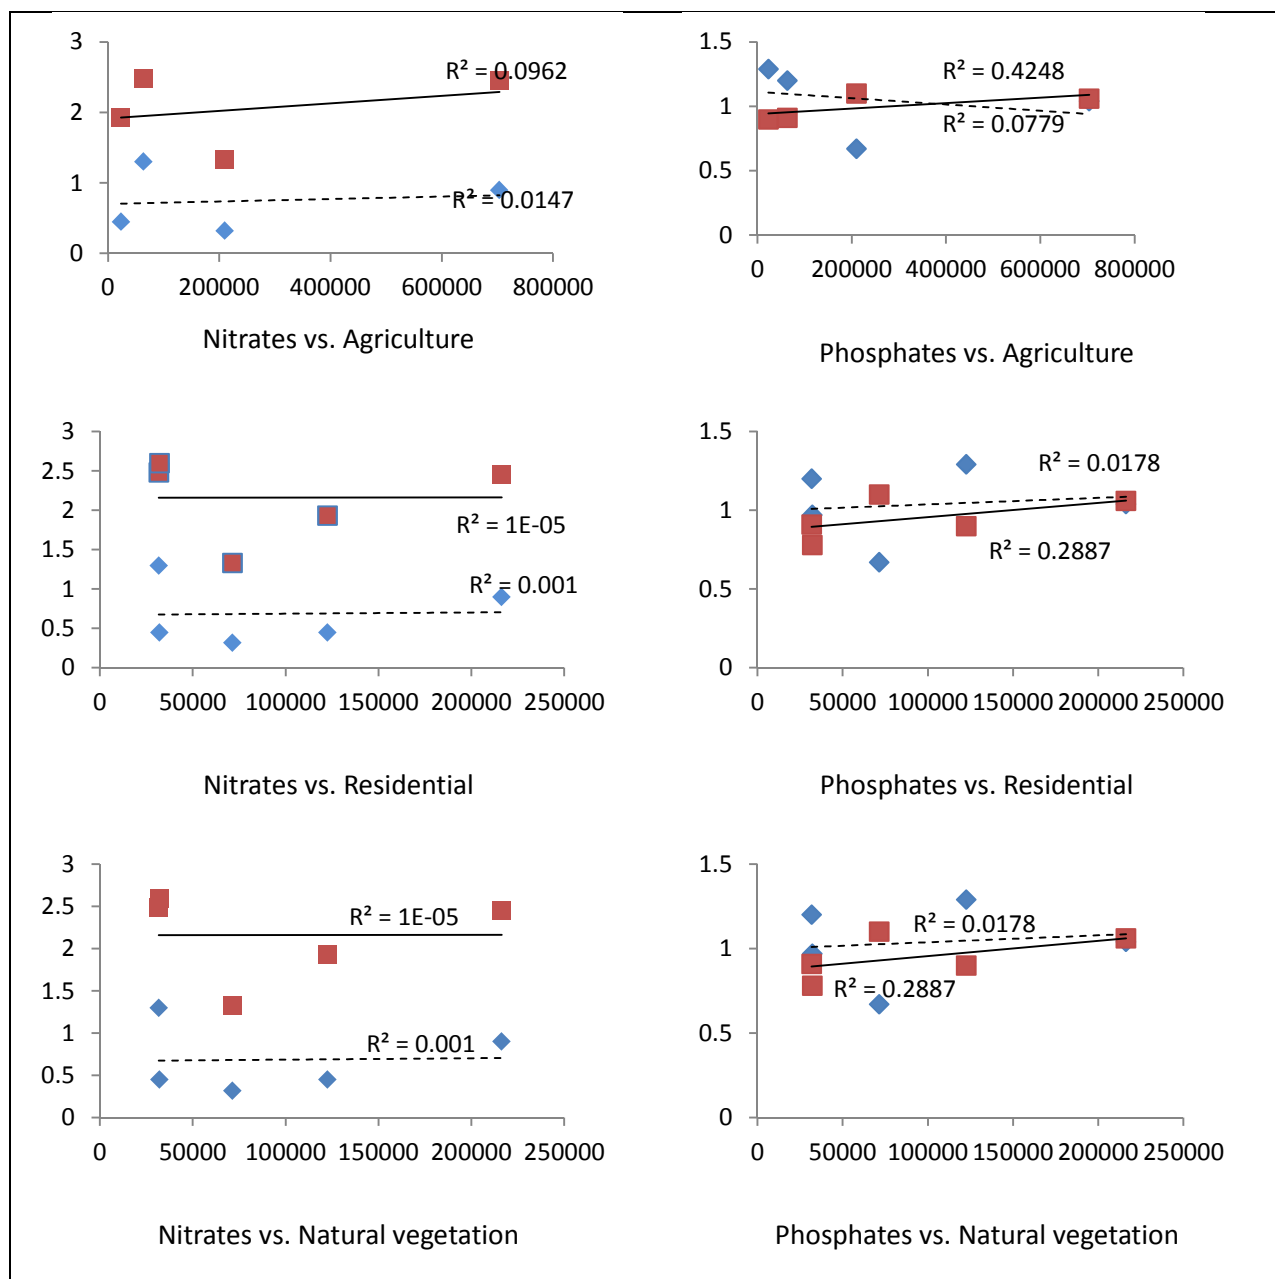 3
R² = 0.0962
2
1
R² = 0.0147
0
0 200000 400000 600000 800000
Nitrates vs. Agriculture
1.5
R² = 0.4248
1
R² = 0.0779
0.5
0
0 200000 400000 600000 800000
Phosphates vs. Agriculture
3
2.5
2
R² = 1E-05
1.5
R² = 0.001
1
0.5
0
0 50000 100000 150000 200000 250000
Nitrates vs. Residential
1.5
R² = 0.0178
1
R² = 0.2887
0.5
0
0 50000 100000 150000 200000 250000
Phosphates vs. Residential
3
2.5
R² = 1E-05
2
1.5
1
R² = 0.001
0.5
0
0 50000 100000 150000 200000 250000
Nitrates vs. Natural vegetation
1.5
R² = 0.0178
1
R² = 0.2887
0.5
0
0 50000 100000 150000 200000 250000
Phosphates vs. Natural vegetation